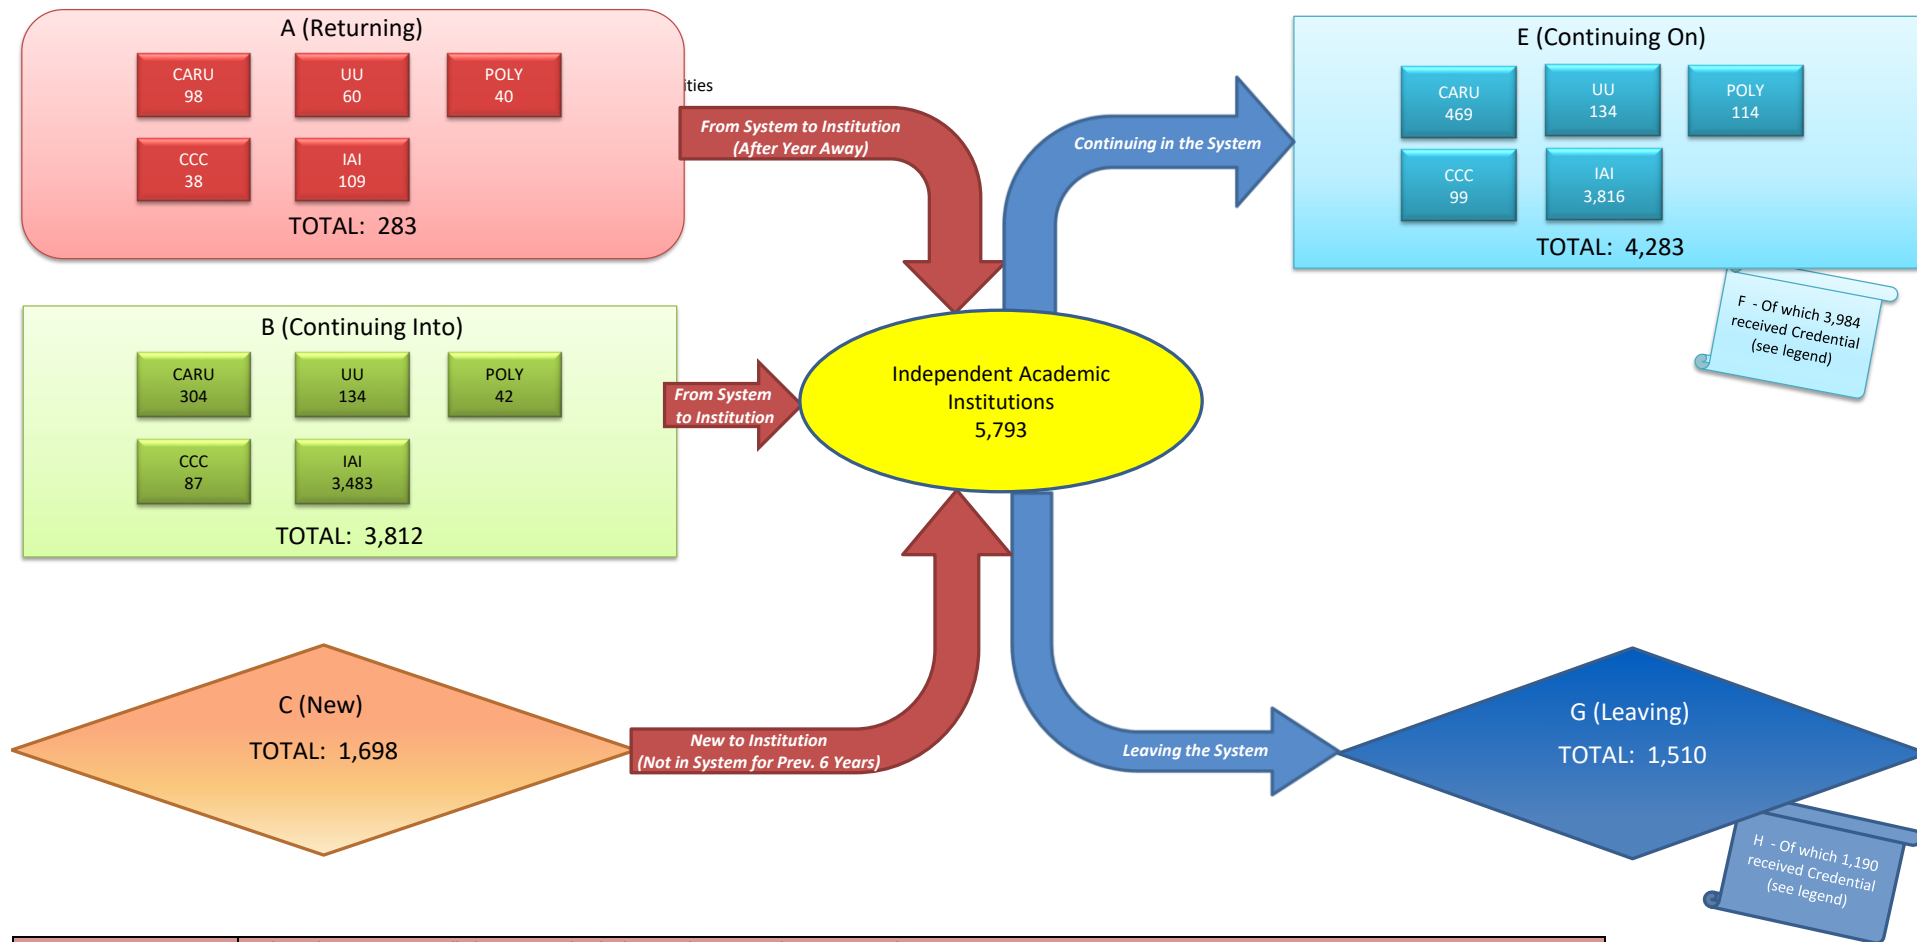 A (Returning)
CARU
98
UU
60
POLY
40
CCC
38
IAI
109
TOTAL: 283
ities
From System to Institution
(After Year Away)
B (Continuing Into)
CARU
304
UU
134
POLY
42
CCC
87
IAI
3,483
TOTAL: 3,812
From System
to Institution
C (New)
TOTAL: 1,698
New to Institution
(Not in System for Prev. 6 Years)
Independent Academic
Institutions
5,793
Continuing in the System
E (Continuing On)
CARU
469
UU
134
POLY
114
CCC
99
IAI
3,816
TOTAL: 4,283
F - Of which 3,984
received Credential
(see legend)
Leaving the System
G (Leaving)
TOTAL: 1,510
H - Of which 1,190
received Credential
(see legend)